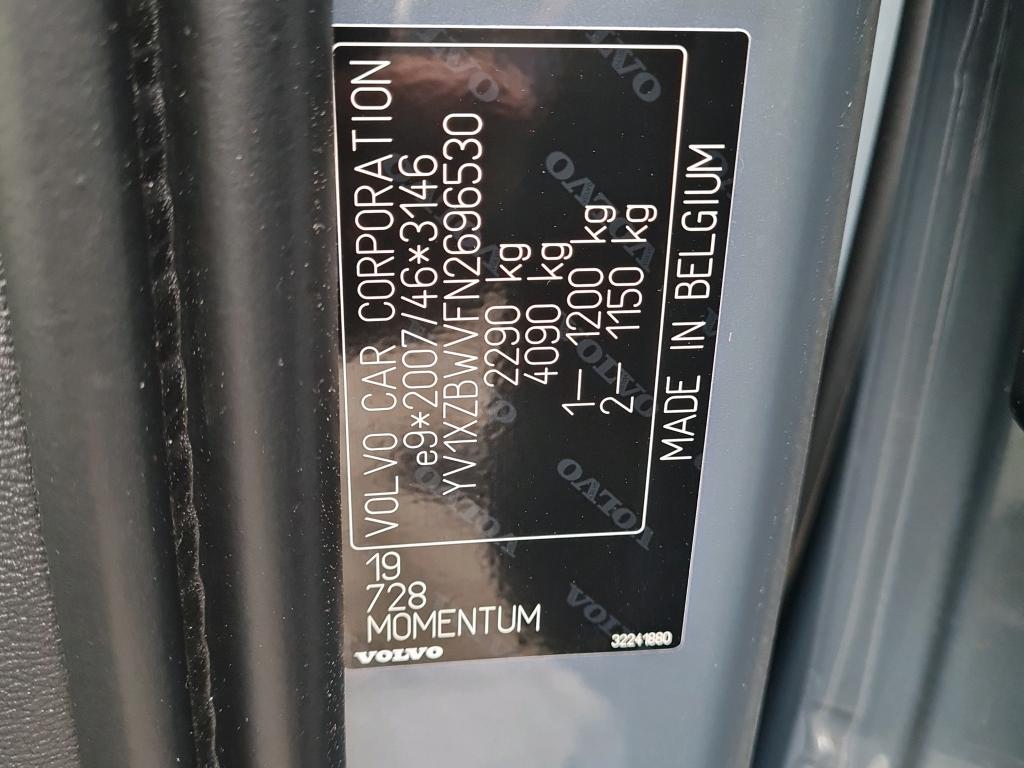 VOLVO CAR CORPORATION
e9*2007/46*3146
YV1XZBWVFN2696530
2290 kg
4090 kg
1— 1200 kg
2— 1150 kg
MADE IN BELGIUM
19
728
MOMENTUM
VOLVO
32241880